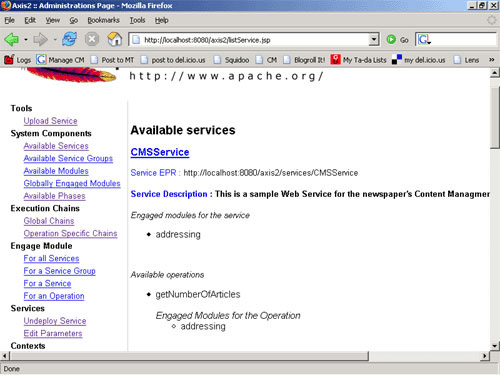 Axis2 :: Administrations Page - Mozilla Firefox
File Edit View Go Bookmarks Tools Help
http://localhost:8080/axis2/listService.jsp
Go
Logs Manage CM Post to MT post to del.icio.us Squidoo CM Blogroll It! My Ta-da Lists my del.icio.us post to del.icio.us Lens
http://www.apache.org/
Tools
Upload Service
System Components
Available Services
Available Service Groups
Available Modules
Globally Engaged Modules
Available Phases
Execution Chains
Global Chains
Operation Specific Chains
Engage Module
For all Services
For a Service Group
For a Service
For an Operation
Services
Undeploy Service
Edit Parameters
Contexts
Available services
CMSService
Service EPR : http://localhost:8080/axis2/services/CMSService
Service Description : This is a sample Web Service for the newspaper's Content Managmer
Engaged modules for the service
addressing
Available operations
getNumberOfArticles
Engaged Modules for the Operation
addressing
Done